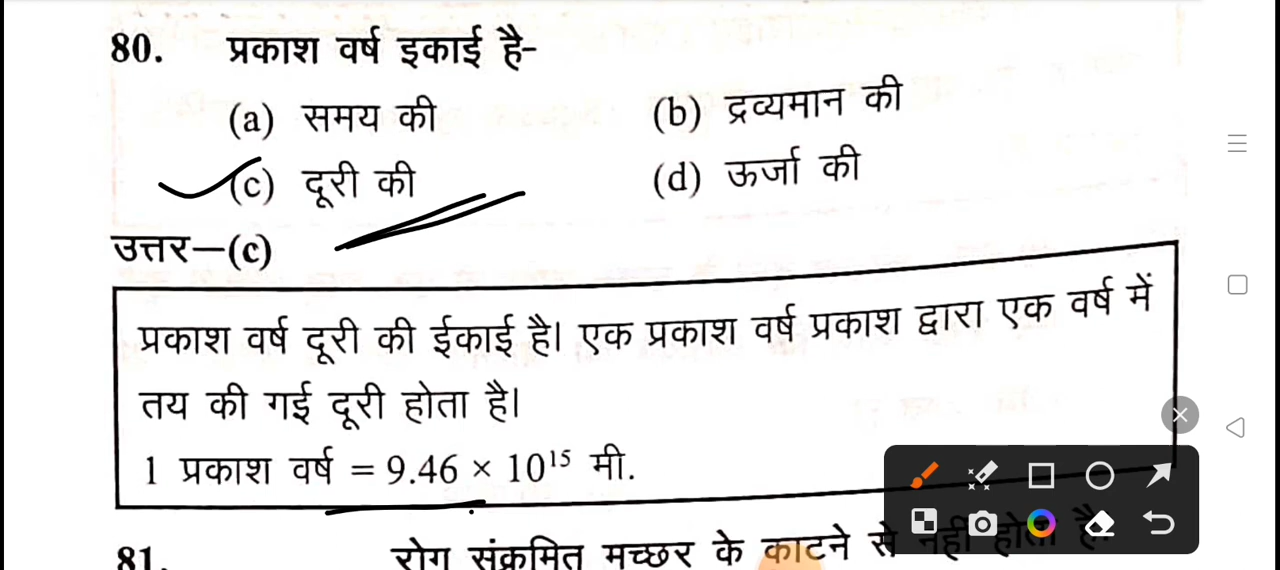 80. प्रकाश वर्ष इकाई है-
(a) समय की (b) द्रव्यमान की
(c) दूरी की (d) ऊर्जा की
उत्तर—(c)
प्रकाश वर्ष दूरी की ईकाई है। एक प्रकाश वर्ष प्रकाश द्वारा एक वर्ष में
तय की गई दूरी होता है।
1 प्रकाश वर्ष = 9.46 × 10¹⁵ मी.
81. रोग संक्रमित मच्छर के काटने से नहीं होता है